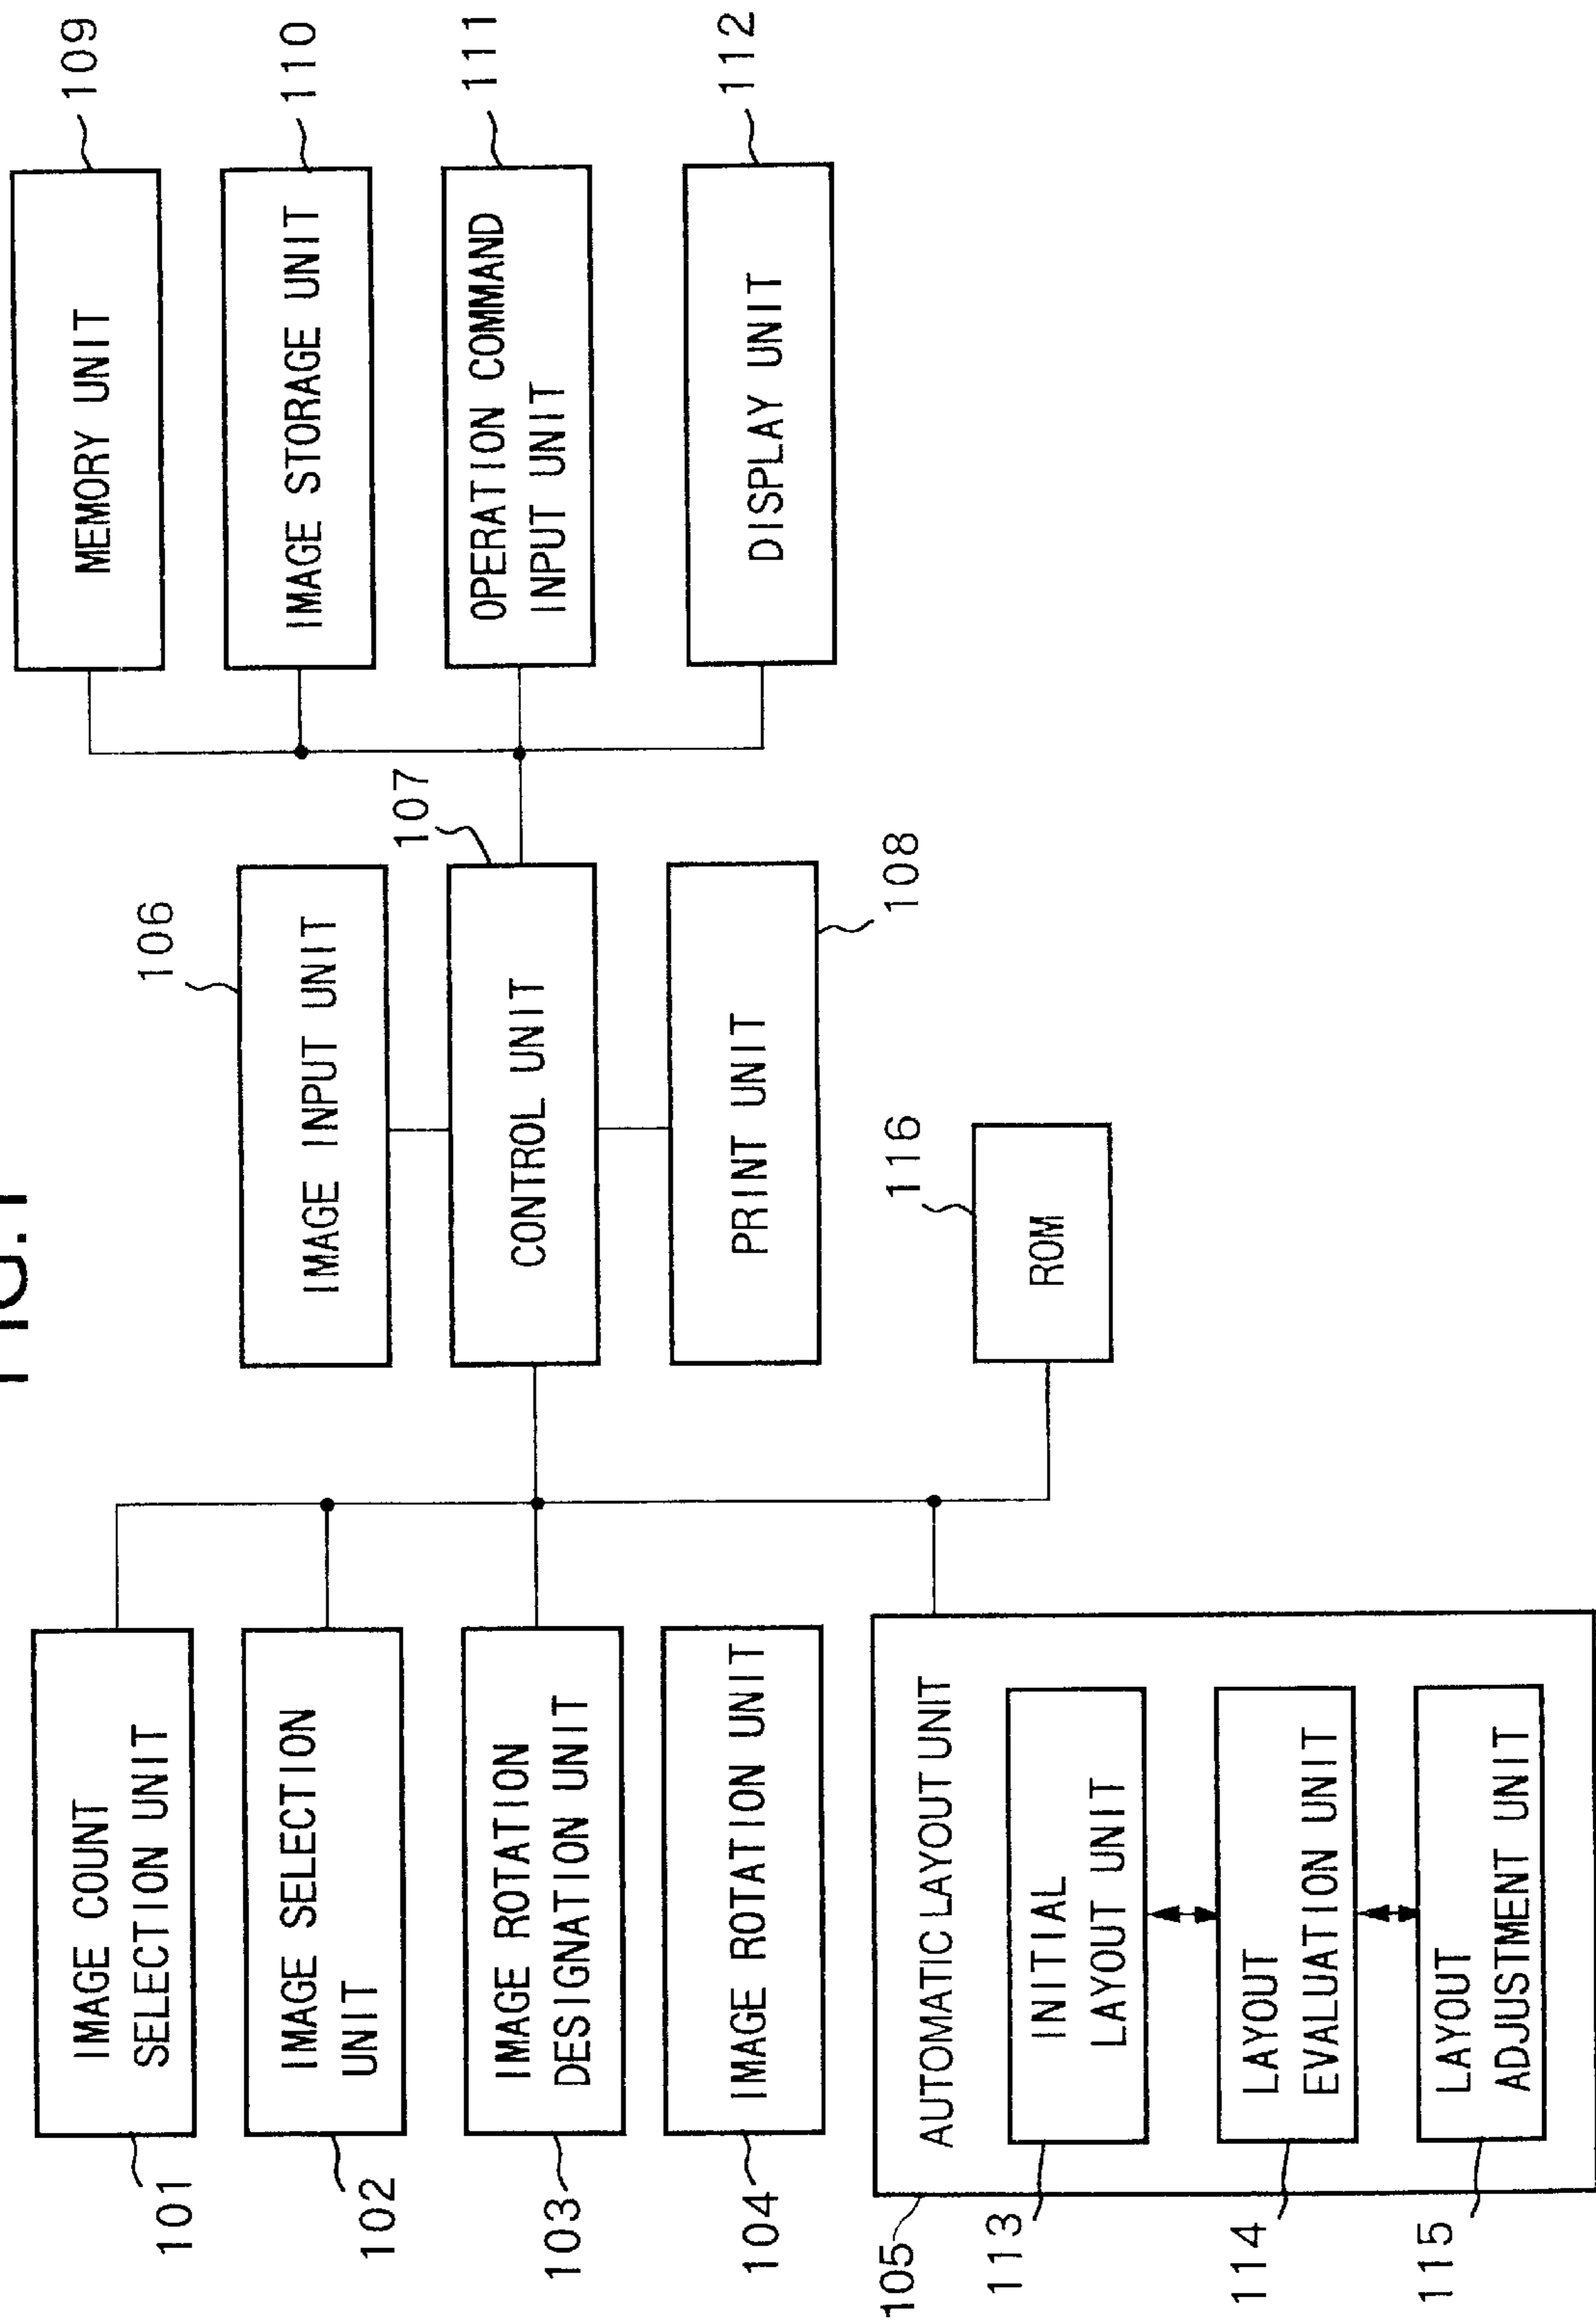 FIG.1
101
IMAGE COUNT
SELECTION UNIT
102
IMAGE SELECTION
UNIT
103
IMAGE ROTATION
DESIGNATION UNIT
104
IMAGE ROTATION UNIT
105
AUTOMATIC LAYOUT UNIT
113
INITIAL
LAYOUT UNIT
114
LAYOUT
EVALUATION UNIT
115
LAYOUT
ADJUSTMENT UNIT
106
IMAGE INPUT UNIT
107
CONTROL UNIT
PRINT UNIT
108
116
ROM
MEMORY UNIT
109
IMAGE STORAGE UNIT
110
OPERATION COMMAND
INPUT UNIT
111
DISPLAY UNIT
112